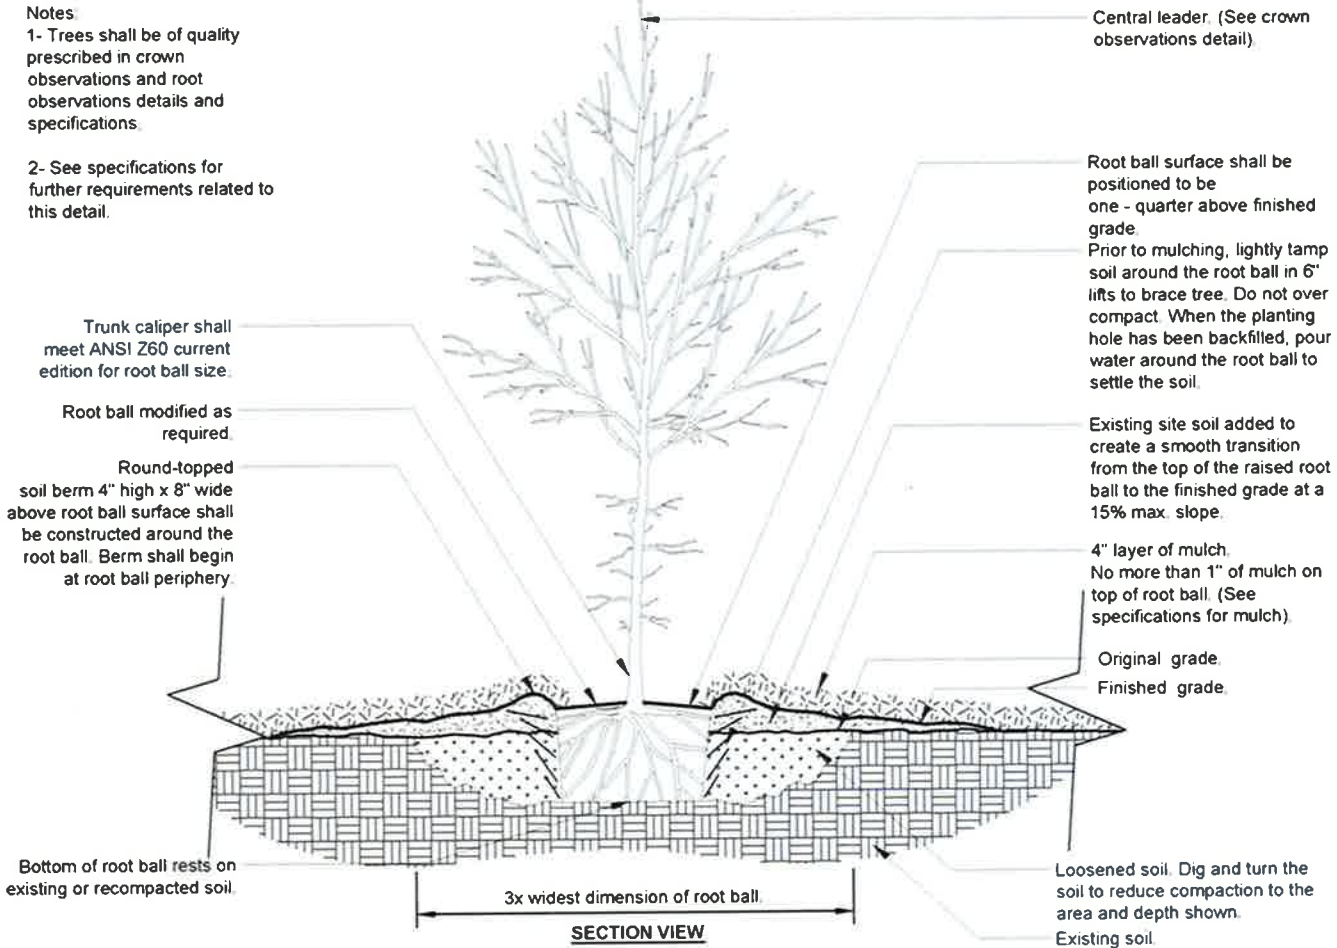 Notes:
1- Trees shall be of quality
prescribed in crown
observations and root
observations details and
specifications.
2- See specifications for
further requirements related to
this detail.
Trunk caliper shall
meet ANSI Z60 current
edition for root ball size.
Root ball modified as
required.
Round-topped
soil berm 4" high x 8" wide
above root ball surface shall
be constructed around the
root ball. Berm shall begin
at root ball periphery.
Bottom of root ball rests on
existing or recompacted soil.
Central leader. (See crown
observations detail).
Root ball surface shall be
positioned to be
one - quarter above finished
grade.
Prior to mulching, lightly tamp
soil around the root ball in 6"
lifts to brace tree. Do not over
compact. When the planting
hole has been backfilled, pour
water around the root ball to
settle the soil.
Existing site soil added to
create a smooth transition
from the top of the raised root
ball to the finished grade at a
15% max. slope.
4" layer of mulch.
No more than 1" of mulch on
top of root ball. (See
specifications for mulch).
Original grade.
Finished grade.
Loosened soil. Dig and turn the
soil to reduce compaction to the
area and depth shown.
Existing soil.
3x widest dimension of root ball.
SECTION VIEW